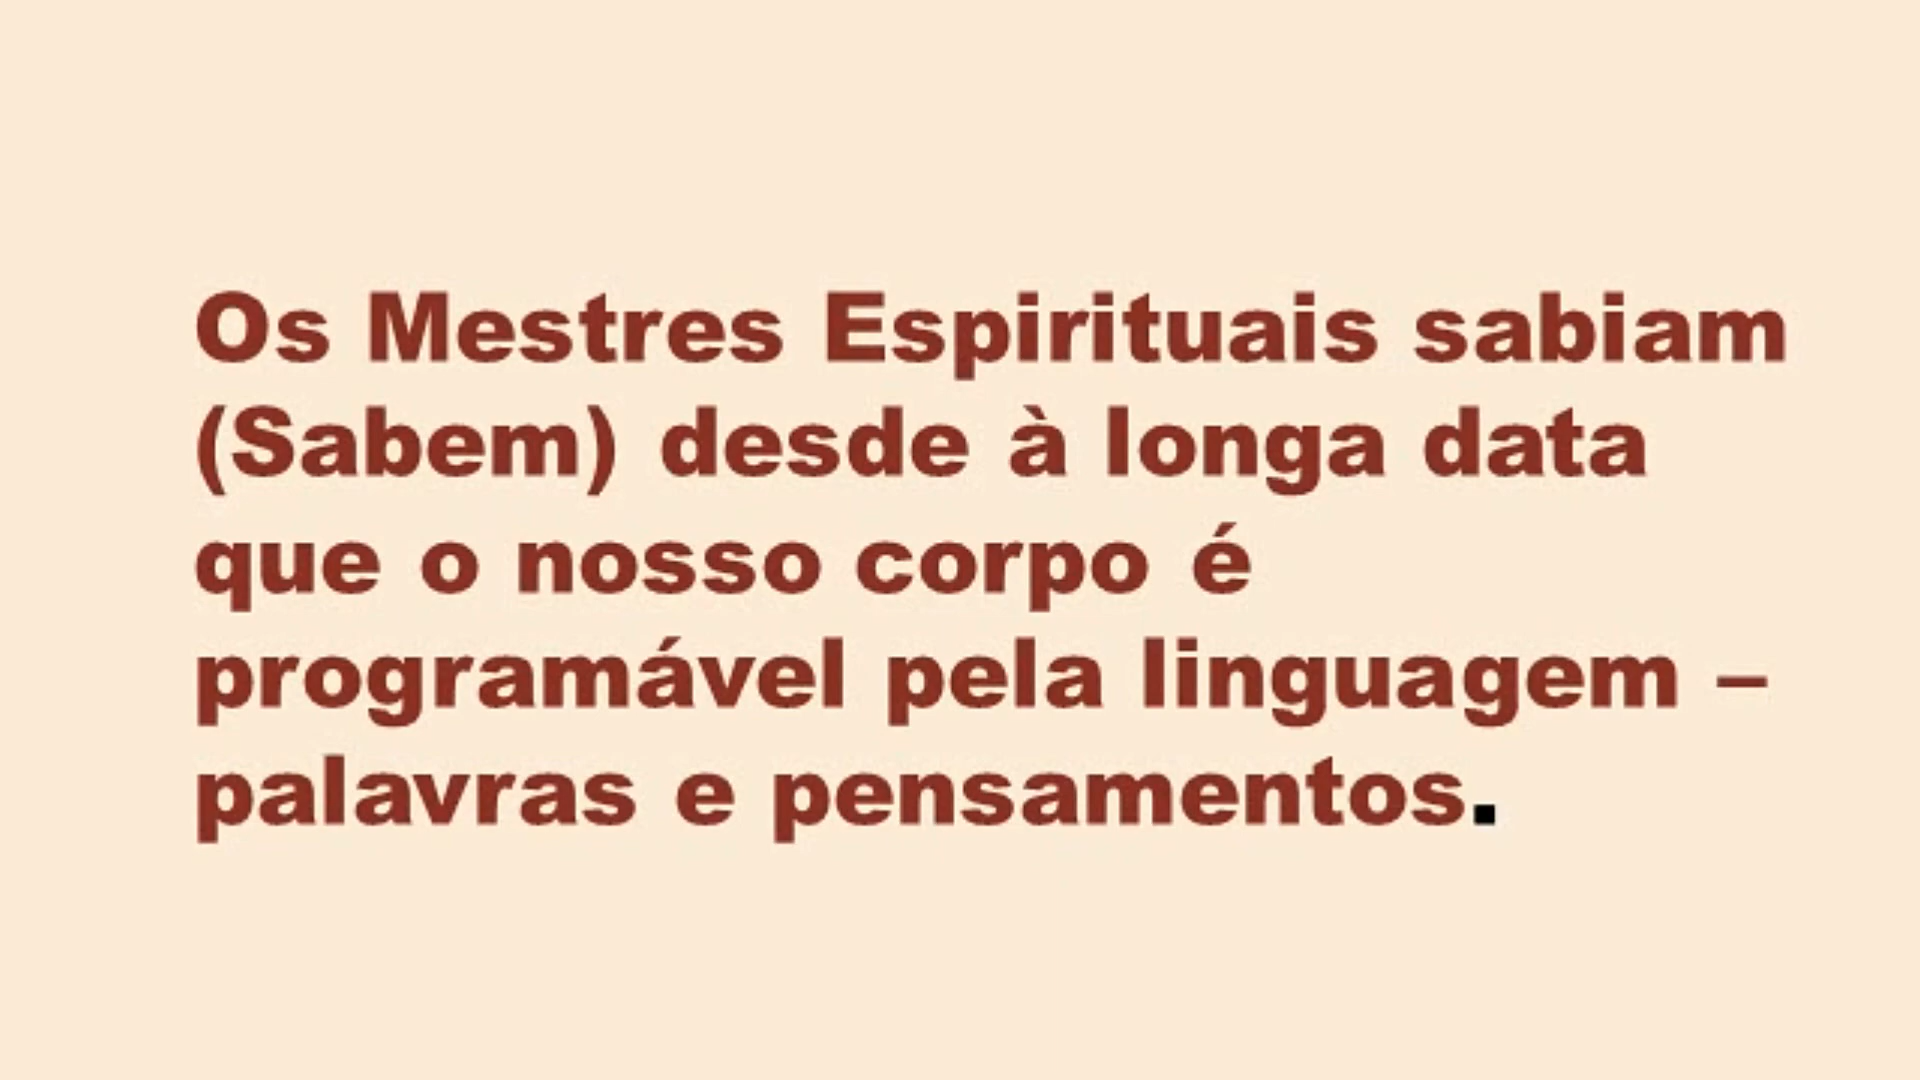 Os Mestres Espirituais sabiam
(Sabem) desde à longa data
que o nosso corpo é
programável pela linguagem –
palavras e pensamentos.